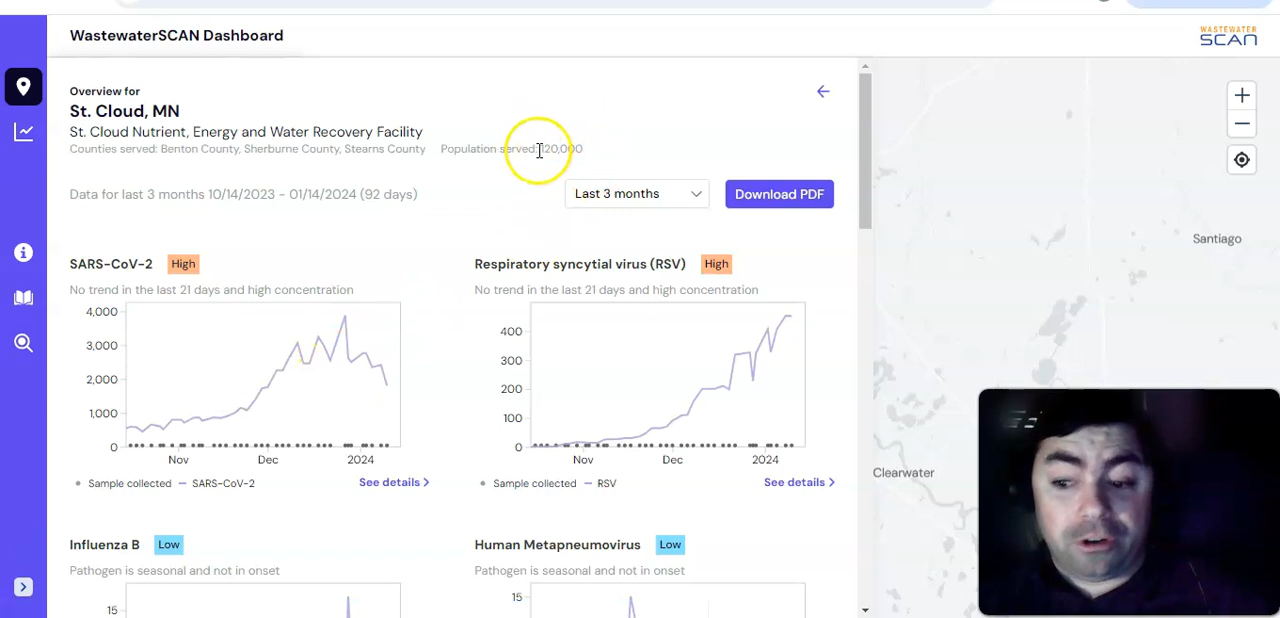 WastewaterSCAN Dashboard
WASTEWATER
SCAN
Overview for
St. Cloud, MN
St. Cloud Nutrient, Energy and Water Recovery Facility
Counties served: Benton County, Sherburne County, Stearns County Population served: 120,000
Data for last 3 months 10/14/2023 - 01/14/2024 (92 days)
Last 3 months
Download PDF
SARS-CoV-2 High
No trend in the last 21 days and high concentration
4,000
3,000
2,000
1,000
0
Nov Dec 2024
Sample collected SARS-CoV-2
See details
Respiratory syncytial virus (RSV) High
No trend in the last 21 days and high concentration
400
300
200
100
0
Nov Dec 2024
Sample collected RSV
See details
Influenza B Low
Pathogen is seasonal and not in onset
15
Human Metapneumovirus Low
Pathogen is seasonal and not in onset
15
Santiago
Clearwater